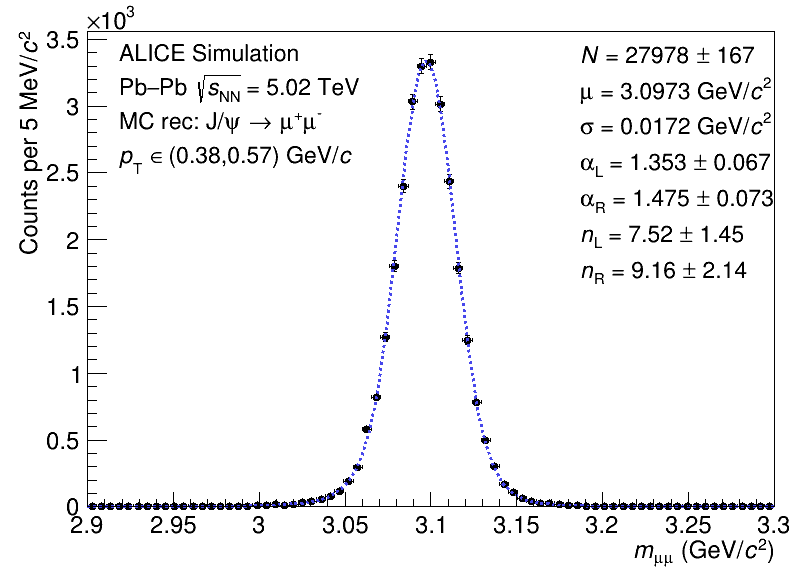 ×10³
Counts per 5 MeV/c²
3.5
3
2.5
2
1.5
1
0.5
0
ALICE Simulation
Pb–Pb √s_NN = 5.02 TeV
MC rec: J/ψ → μ⁺μ⁻
p_T ∈ (0.38,0.57) GeV/c
N = 27978 ± 167
μ = 3.0973 GeV/c²
σ = 0.0172 GeV/c²
α_L = 1.353 ± 0.067
α_R = 1.475 ± 0.073
n_L = 7.52 ± 1.45
n_R = 9.16 ± 2.14
2.9 2.95 3 3.05 3.1 3.15 3.2 3.25 3.3
m_μμ (GeV/c²)